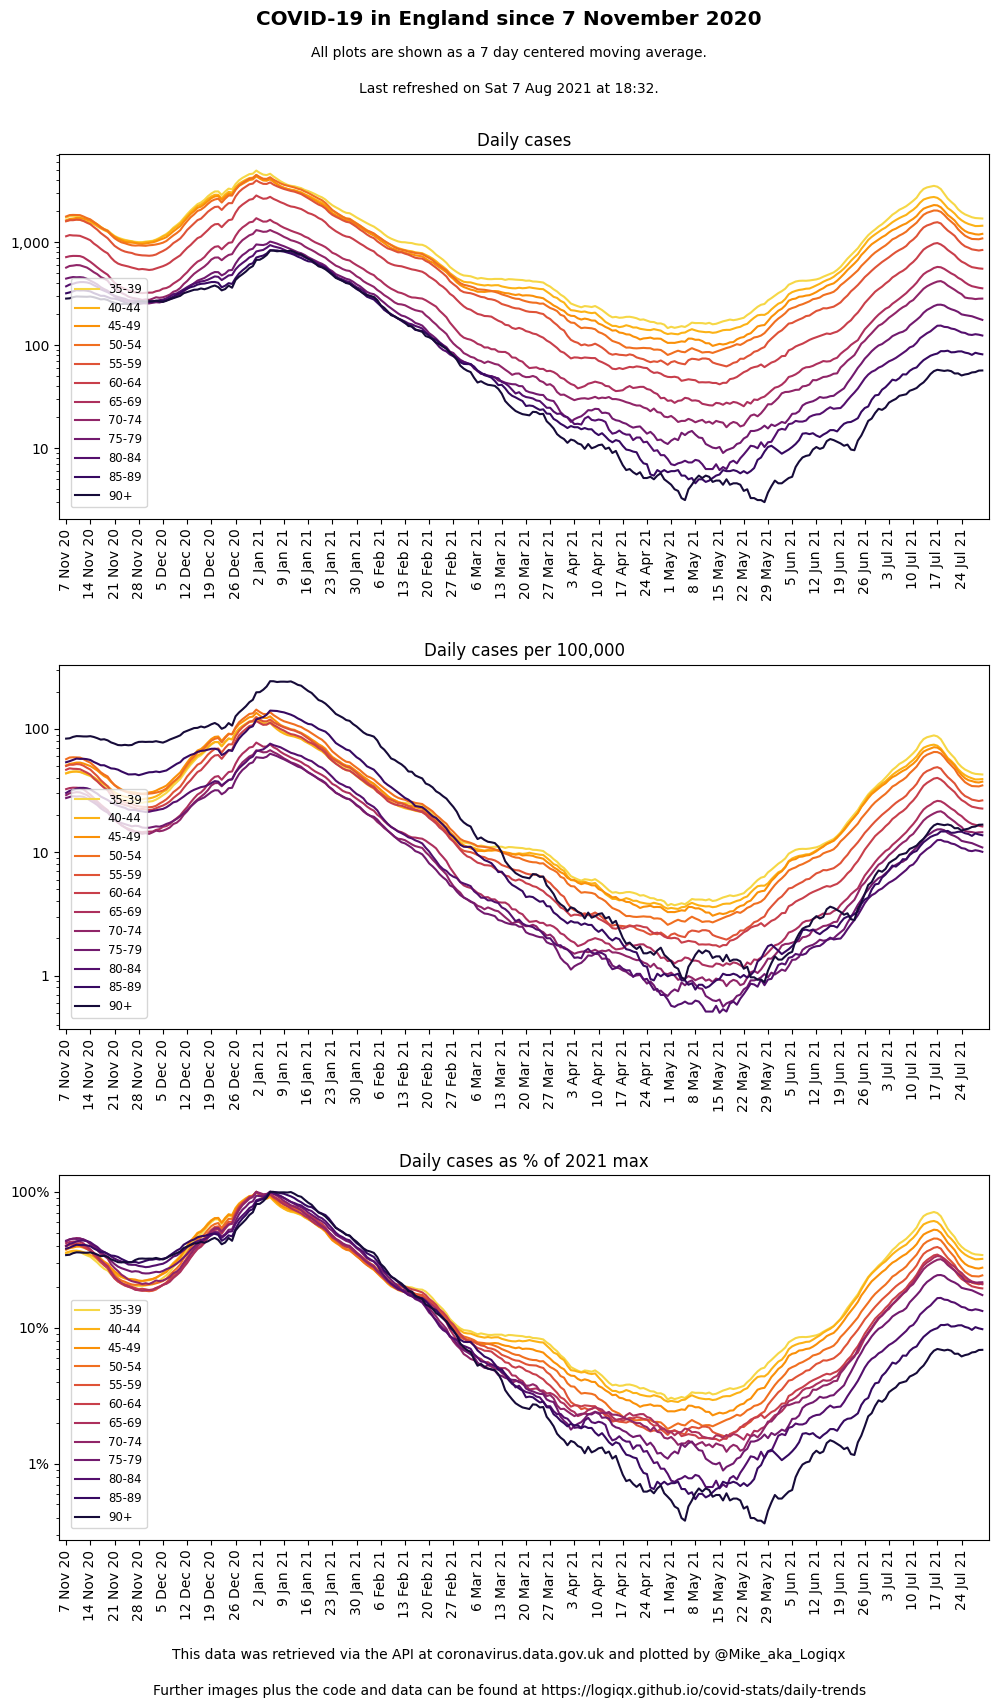 COVID-19 in England since 7 November 2020
All plots are shown as a 7 day centered moving average.
Last refreshed on Sat 7 Aug 2021 at 18:32.
Daily cases
1,000
100
10
35-39
40-44
45-49
50-54
55-59
60-64
65-69
70-74
75-79
80-84
85-89
90+
7 Nov 20
14 Nov 20
21 Nov 20
28 Nov 20
5 Dec 20
12 Dec 20
19 Dec 20
26 Dec 20
2 Jan 21
9 Jan 21
16 Jan 21
23 Jan 21
30 Jan 21
6 Feb 21
13 Feb 21
20 Feb 21
27 Feb 21
6 Mar 21
13 Mar 21
20 Mar 21
27 Mar 21
3 Apr 21
10 Apr 21
17 Apr 21
24 Apr 21
1 May 21
8 May 21
15 May 21
22 May 21
29 May 21
5 Jun 21
12 Jun 21
19 Jun 21
26 Jun 21
3 Jul 21
10 Jul 21
17 Jul 21
24 Jul 21
Daily cases per 100,000
100
10
1
35-39
40-44
45-49
50-54
55-59
60-64
65-69
70-74
75-79
80-84
85-89
90+
7 Nov 20
14 Nov 20
21 Nov 20
28 Nov 20
5 Dec 20
12 Dec 20
19 Dec 20
26 Dec 20
2 Jan 21
9 Jan 21
16 Jan 21
23 Jan 21
30 Jan 21
6 Feb 21
13 Feb 21
20 Feb 21
27 Feb 21
6 Mar 21
13 Mar 21
20 Mar 21
27 Mar 21
3 Apr 21
10 Apr 21
17 Apr 21
24 Apr 21
1 May 21
8 May 21
15 May 21
22 May 21
29 May 21
5 Jun 21
12 Jun 21
19 Jun 21
26 Jun 21
3 Jul 21
10 Jul 21
17 Jul 21
24 Jul 21
Daily cases as % of 2021 max
100%
10%
1%
35-39
40-44
45-49
50-54
55-59
60-64
65-69
70-74
75-79
80-84
85-89
90+
7 Nov 20
14 Nov 20
21 Nov 20
28 Nov 20
5 Dec 20
12 Dec 20
19 Dec 20
26 Dec 20
2 Jan 21
9 Jan 21
16 Jan 21
23 Jan 21
30 Jan 21
6 Feb 21
13 Feb 21
20 Feb 21
27 Feb 21
6 Mar 21
13 Mar 21
20 Mar 21
27 Mar 21
3 Apr 21
10 Apr 21
17 Apr 21
24 Apr 21
1 May 21
8 May 21
15 May 21
22 May 21
29 May 21
5 Jun 21
12 Jun 21
19 Jun 21
26 Jun 21
3 Jul 21
10 Jul 21
17 Jul 21
24 Jul 21
This data was retrieved via the API at coronavirus.data.gov.uk and plotted by @Mike_aka_Logiqx
Further images plus the code and data can be found at https://logiqx.github.io/covid-stats/daily-trends